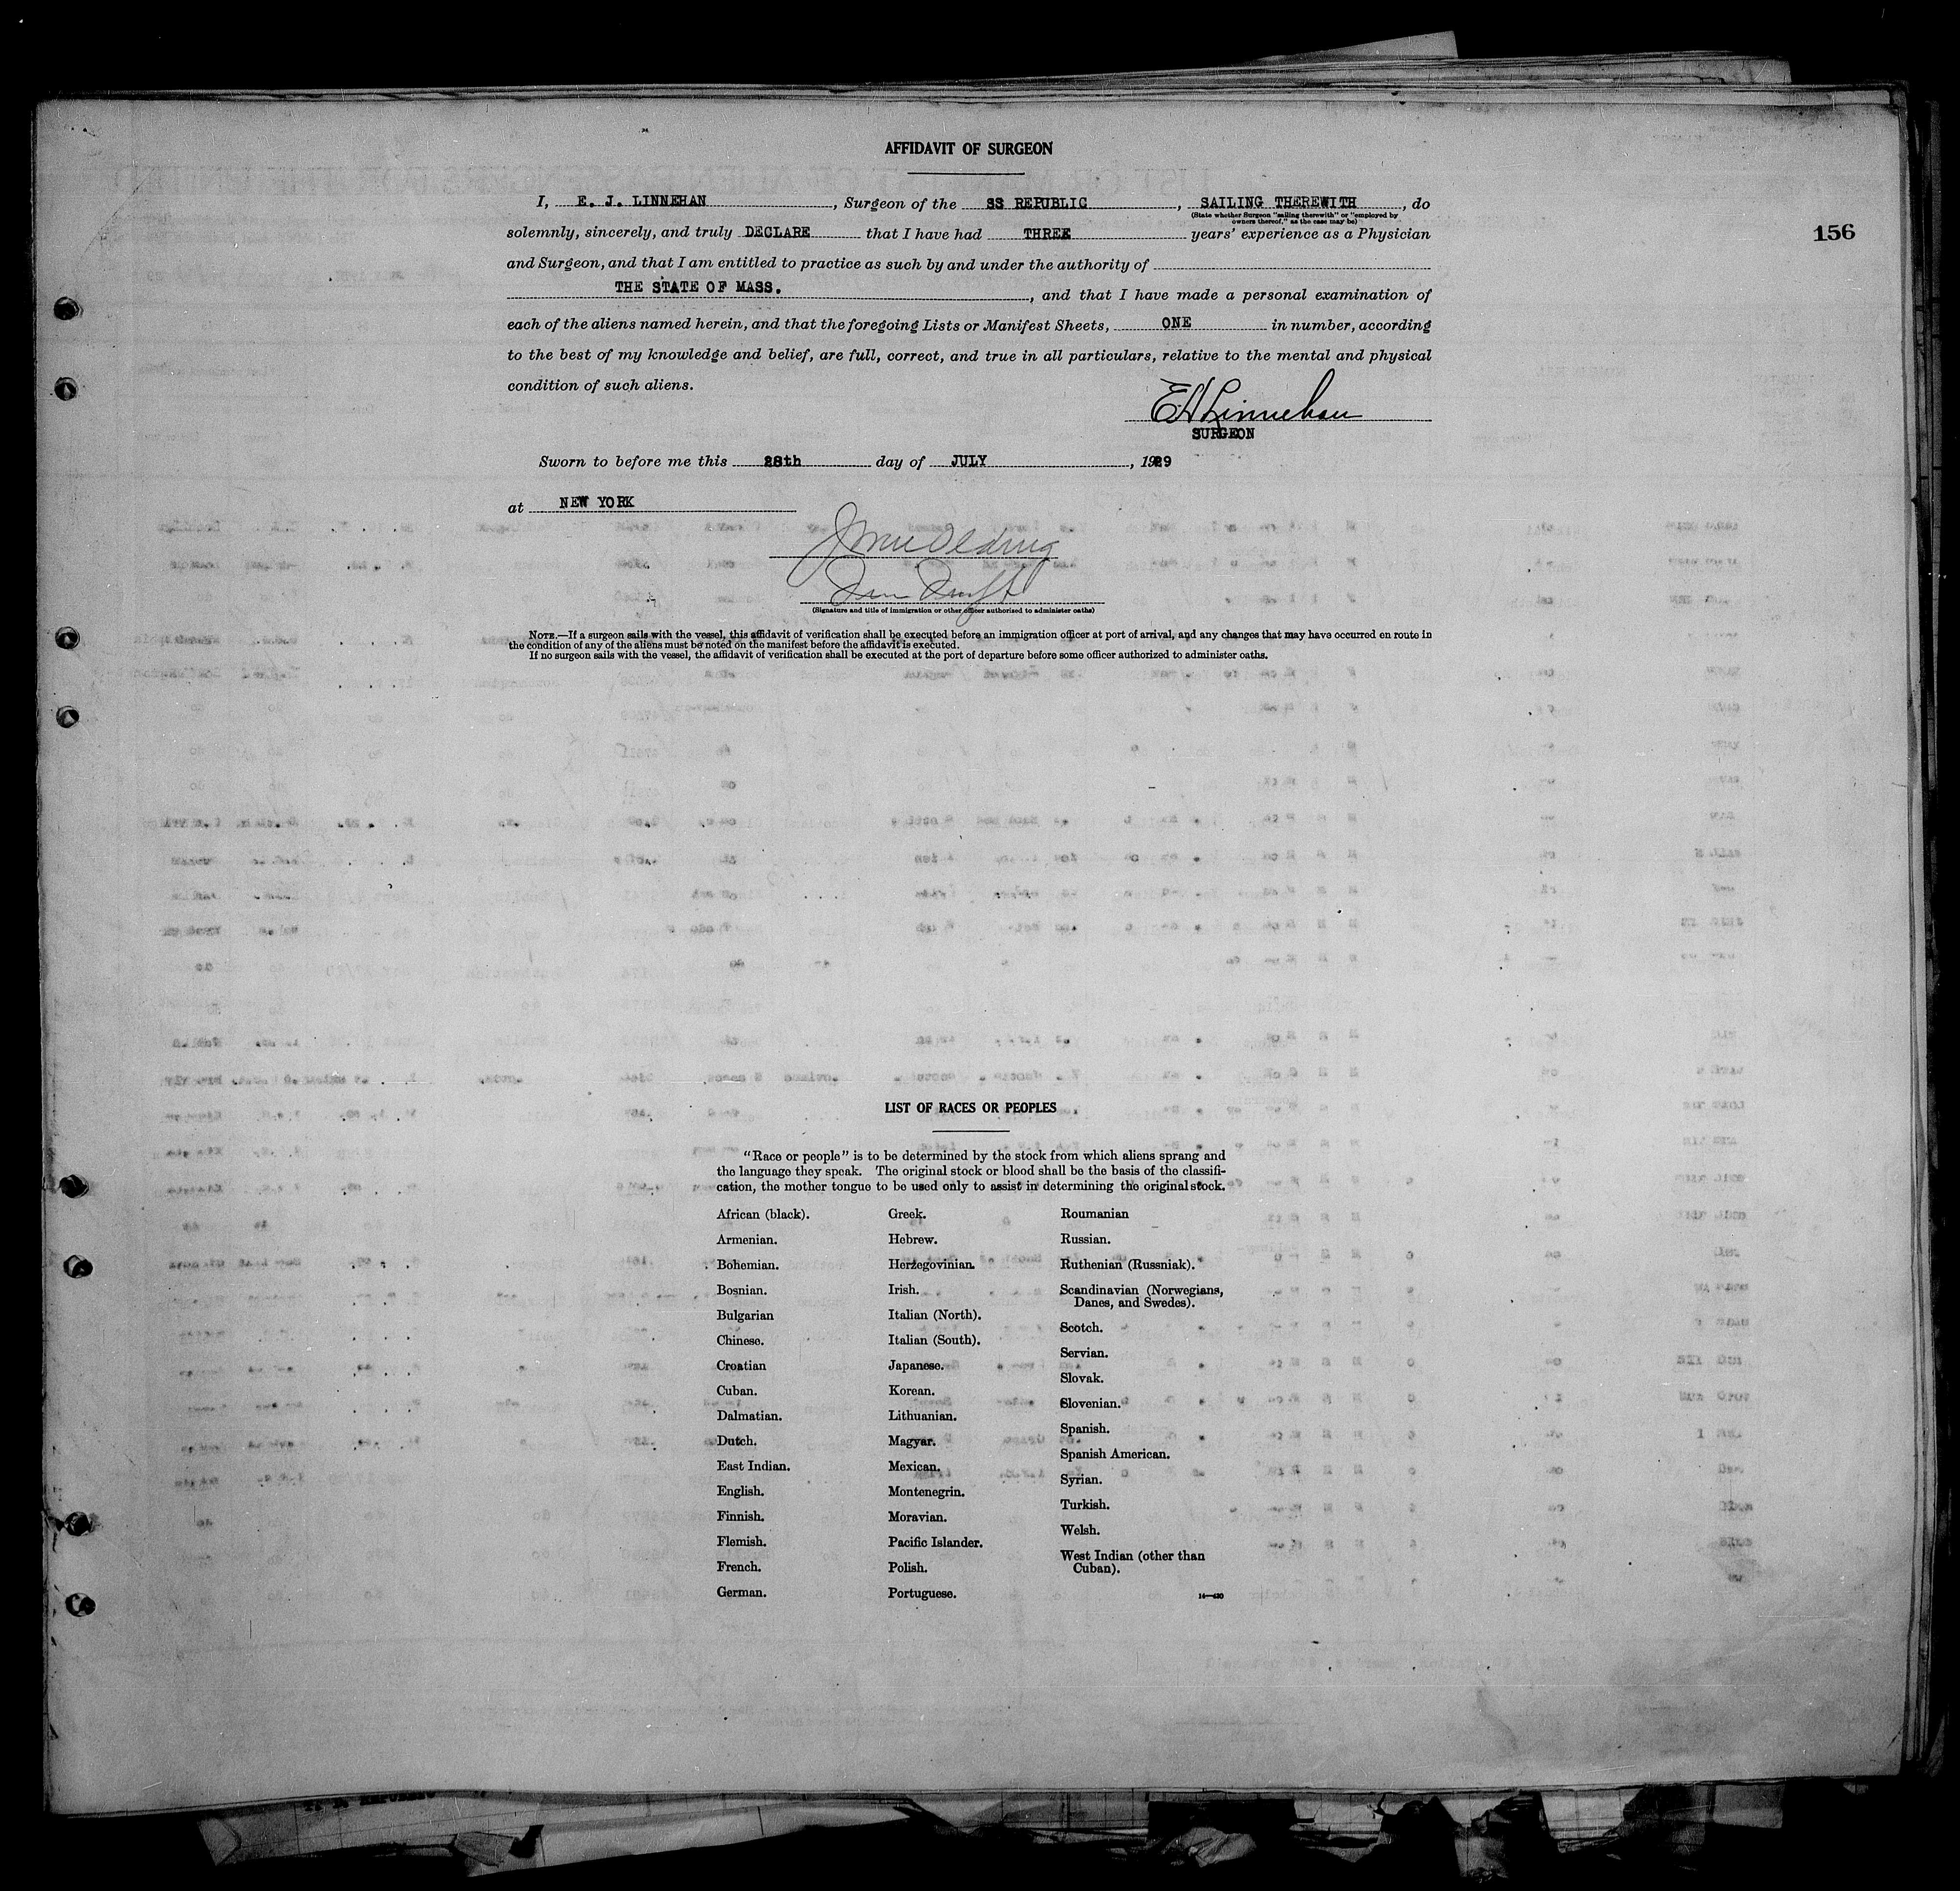 AFFIDAVIT OF SURGEON
I, E. J. LINNEHAN, Surgeon of the SS REPUBLIC, SAILING THEREWITH, do
(State whether Surgeon "sailing therewith" or "employed by
owners thereof," as the case may be)
solemnly, sincerely, and truly DECLARE that I have had THREE years' experience as a Physician
156
and Surgeon, and that I am entitled to practice as such by and under the authority of
THE STATE OF MASS., and that I have made a personal examination of
each of the aliens named herein, and that the foregoing Lists or Manifest Sheets, ONE in number, according
to the best of my knowledge and belief, are full, correct, and true in all particulars, relative to the mental and physical
condition of such aliens.
Linnehan
SURGEON
Sworn to before me this 28th day of JULY, 1929
at NEW YORK
(Signature and title of immigration or other officer authorized to administer oaths)
NOTE.—If a surgeon sails with the vessel, this affidavit of verification shall be executed before an immigration officer at port of arrival, and any changes that may have occurred en route in
the condition of any of the aliens must be noted on the manifest before the affidavit is executed.
If no surgeon sails with the vessel, the affidavit of verification shall be executed at the port of departure before some officer authorized to administer oaths.
LIST OF RACES OR PEOPLES
"Race or people" is to be determined by the stock from which aliens sprang and
the language they speak. The original stock or blood shall be the basis of the classifi-
cation, the mother tongue to be used only to assist in determining the original stock.
African (black).
Armenian.
Bohemian.
Bosnian.
Bulgarian
Chinese.
Croatian
Cuban.
Dalmatian.
Dutch.
East Indian.
English.
Finnish.
Flemish.
French.
German.
Greek.
Hebrew.
Herzegovinian.
Irish.
Italian (North).
Italian (South).
Japanese.
Korean.
Lithuanian.
Magyar.
Mexican.
Montenegrin.
Moravian.
Pacific Islander.
Polish.
Portuguese.
Roumanian
Russian.
Ruthenian (Russniak).
Scandinavian (Norwegians,
Danes, and Swedes).
Scotch.
Servian.
Slovak.
Slovenian.
Spanish.
Spanish American.
Syrian.
Turkish.
Welsh.
West Indian (other than
Cuban).
14—430